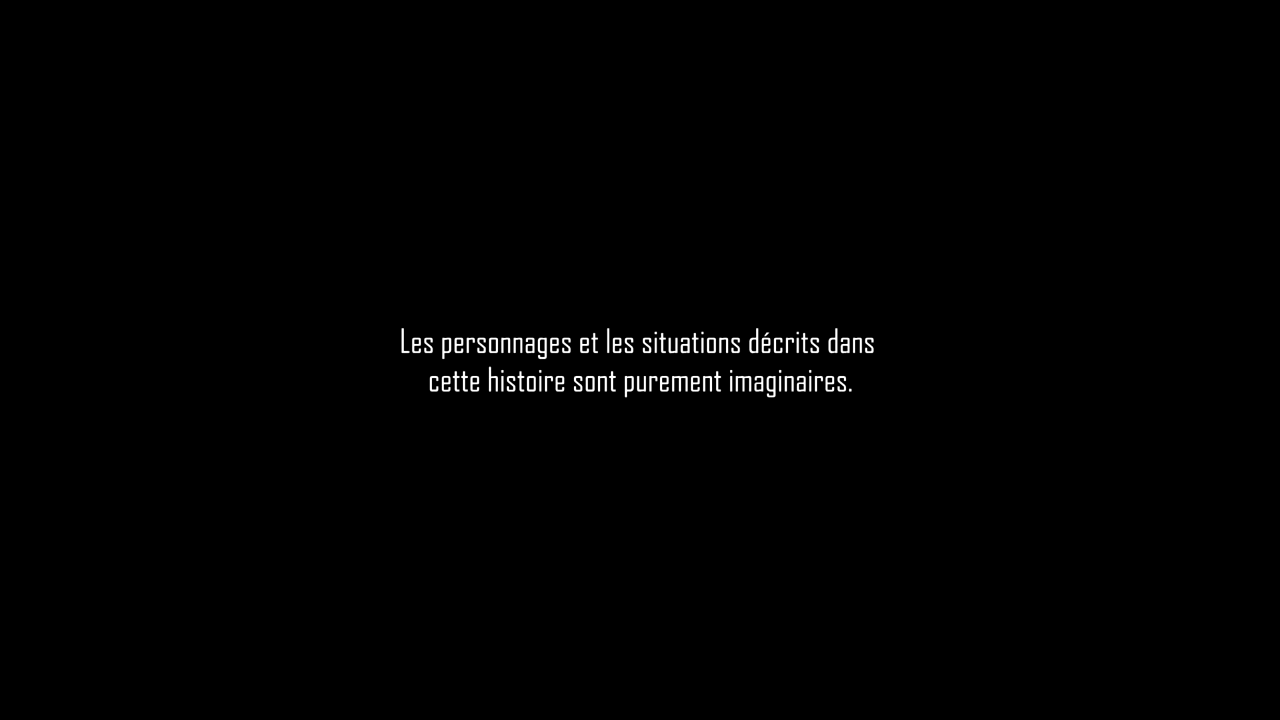 Les personnages et les situations décrits dans
cette histoire sont purement imaginaires.